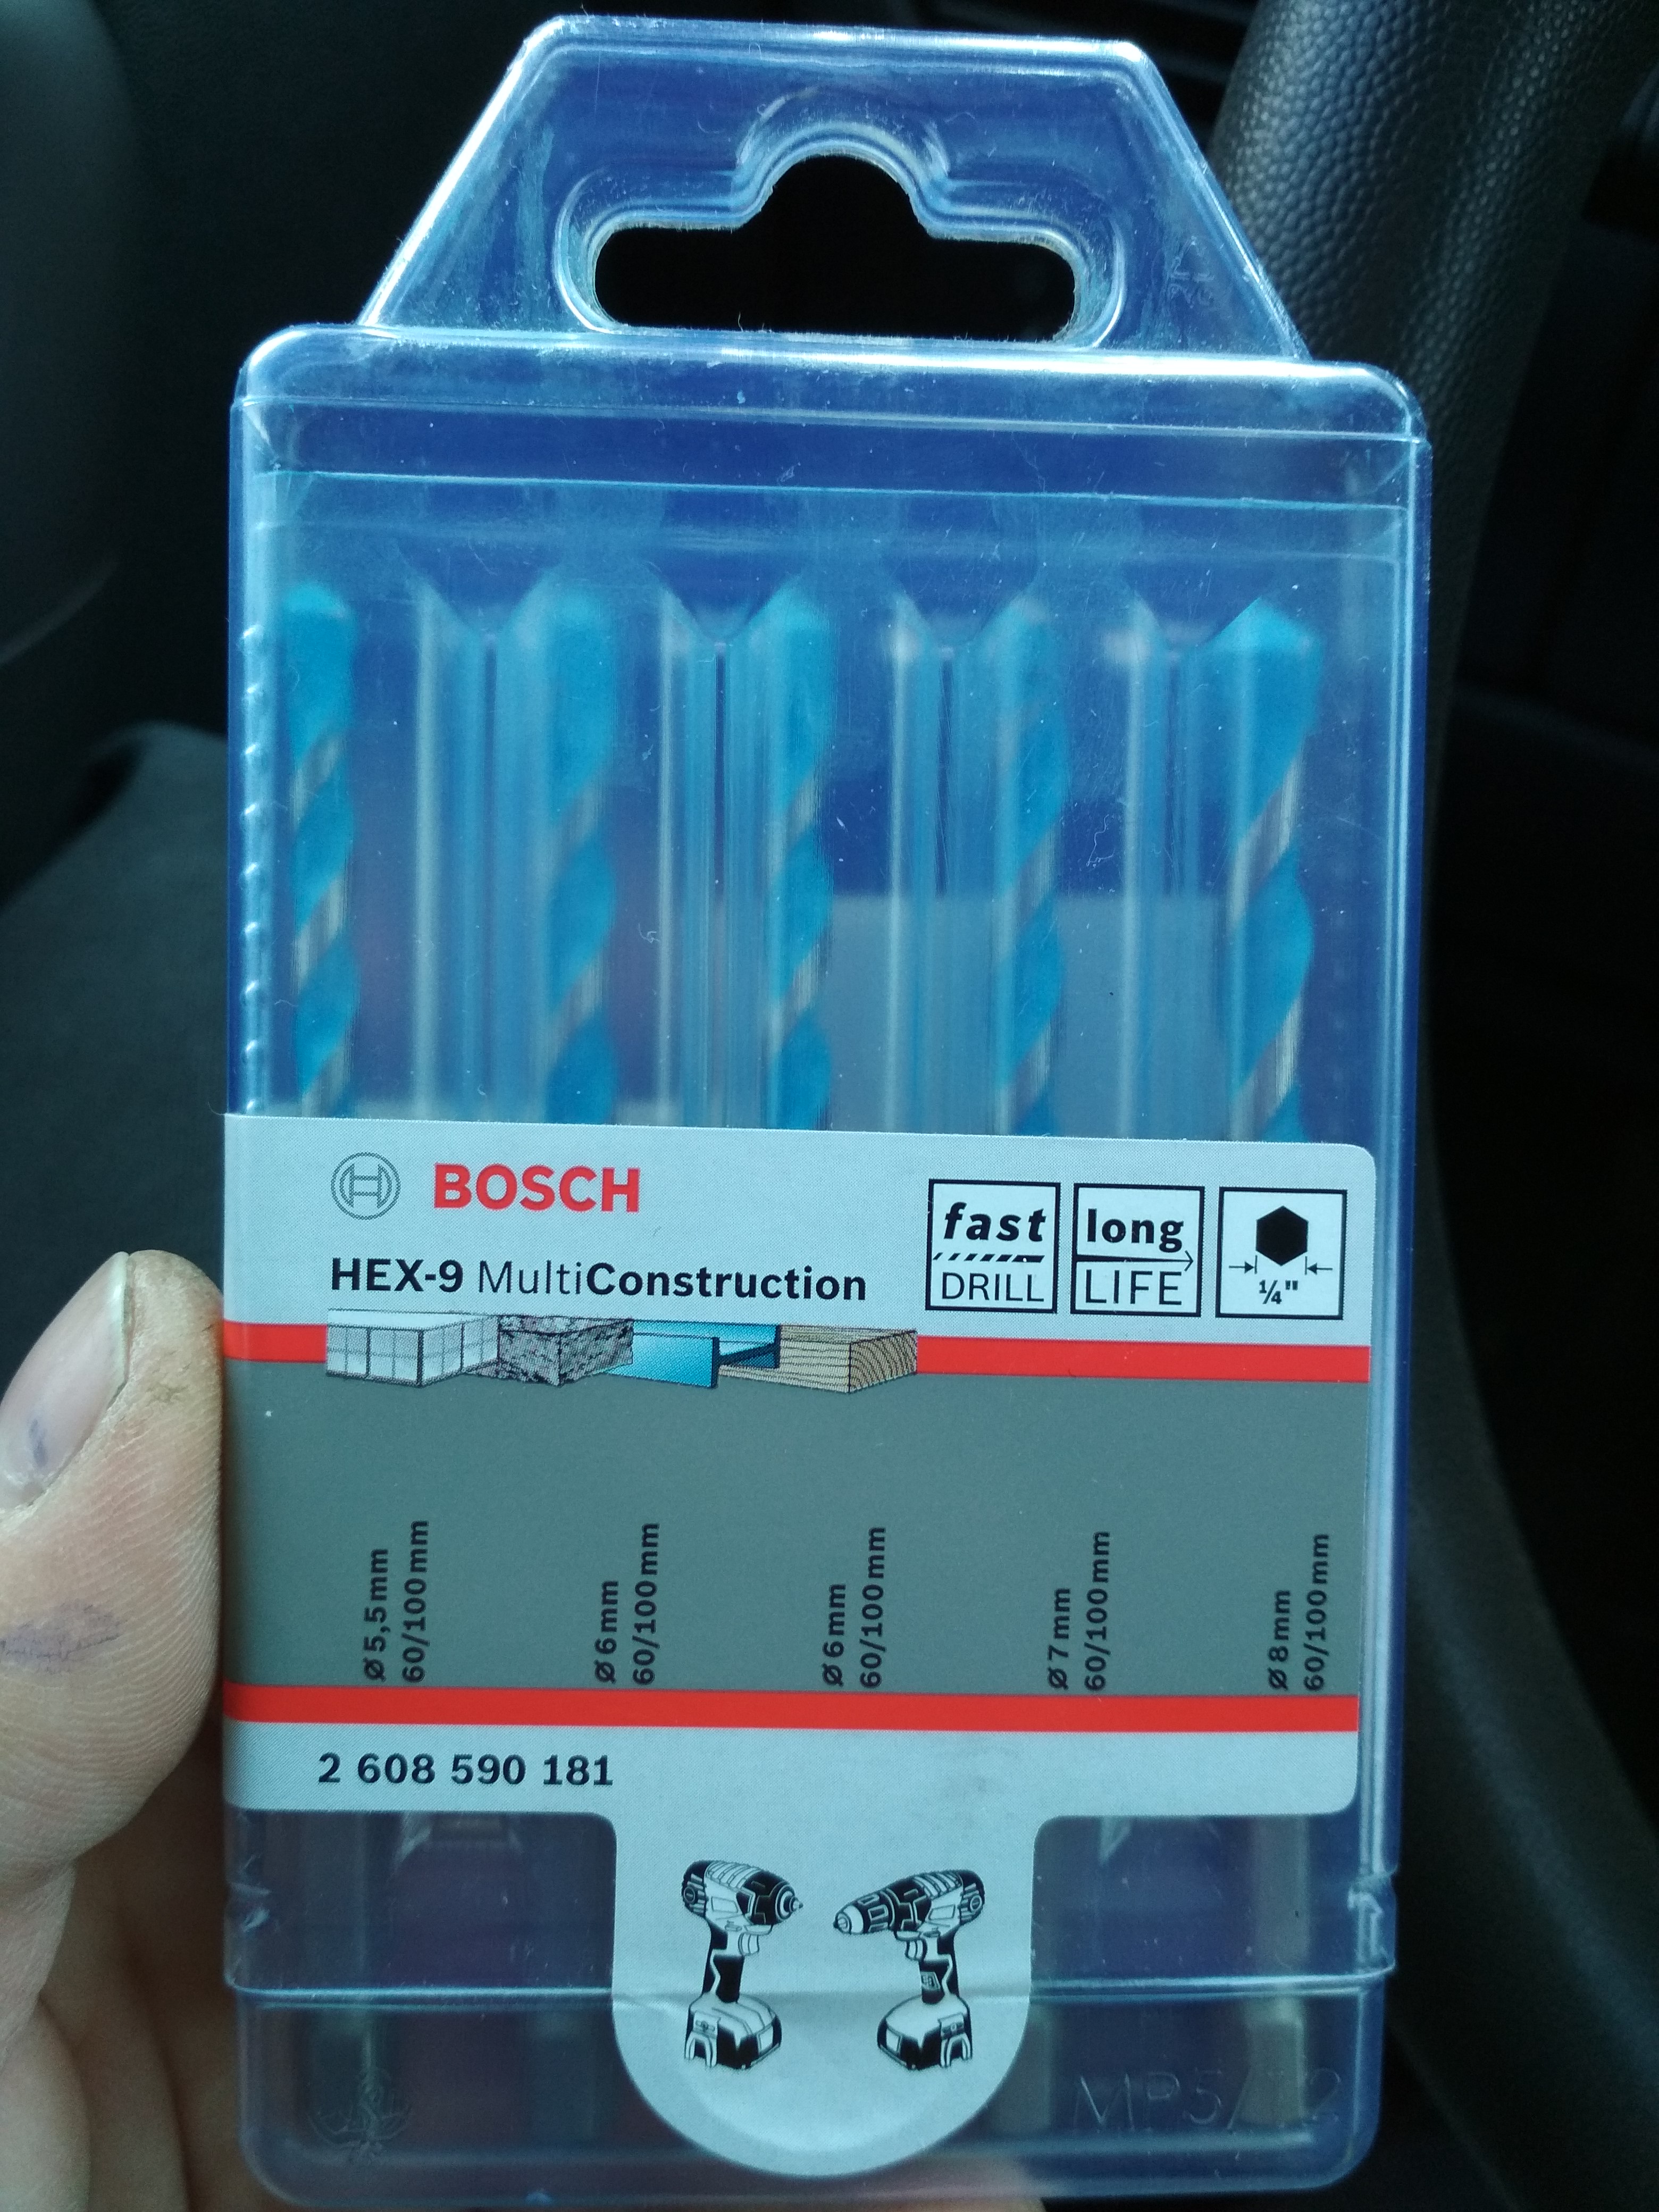 BOSCH
HEX-9 MultiConstruction
fast
DRILL
long
LIFE
¼"
Ø 5,5 mm
60/100 mm
Ø 6 mm
60/100 mm
Ø 6 mm
60/100 mm
Ø 7 mm
60/100 mm
Ø 8 mm
60/100 mm
2 608 590 181